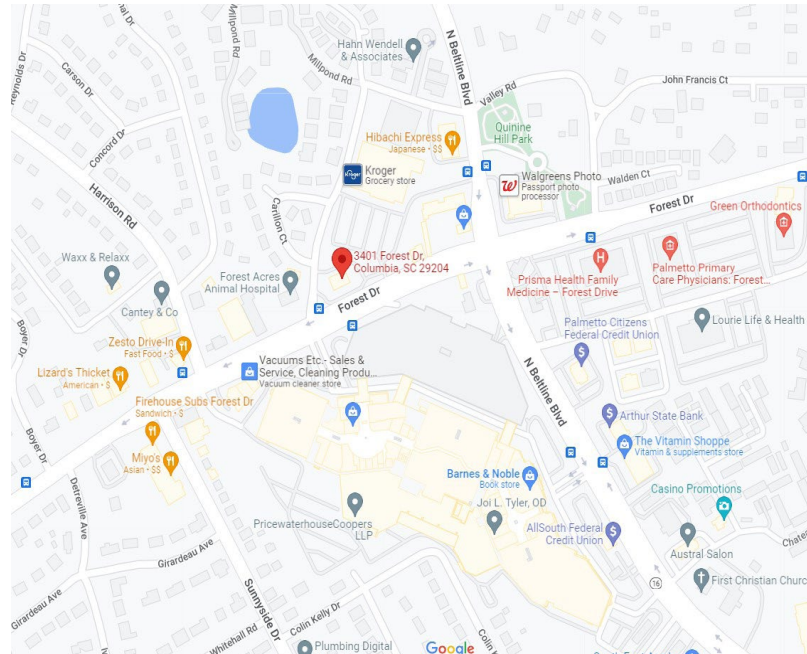 Millpond Rd
Hahn Wendell
& Associates
N Beltline Blvd
Reynolds Dr
Carson Dr
Millpond Rd
Valley Rd
John Francis Ct
Concord Dr
Quinine
Hill Park
Hibachi Express
Japanese • $$
Kroger
Kroger
Grocery store
Walgreens Photo
Passport photo
processor
Walden Ct
Harrison Rd
Carillon Ct
Forest Dr
Green Orthodontics
3401 Forest Dr,
Columbia, SC 29204
Waxx & Relaxx
Forest Acres
Animal Hospital
Prisma Health Family
Medicine – Forest Drive
Palmetto Primary
Care Physicians: Forest...
Cantey & Co
Forest Dr
Boyer Dr
Zesto Drive-In
Fast Food • $
Palmetto Citizens
Federal Credit Union
Lourie Life & Health
Lizard's Thicket
American • $
Vacuums Etc.- Sales &
Service, Cleaning Produ...
Vacuum cleaner store
N Beltline Blvd
Firehouse Subs Forest Dr
Sandwich • $
Arthur State Bank
Boyer Dr
Miyo's
Asian • $$
The Vitamin Shoppe
Vitamin & supplements store
Barnes & Noble
Book store
Detreville Ave
Casino Promotions
PricewaterhouseCoopers
LLP
Joi L. Tyler, OD
AllSouth Federal
Credit Union
Austral Salon
Girardeau Ave
16
First Christian Churc
Girardeau Ave
Sunnyside Dr
Colin Kelly Dr
Whitehall Rd
Plumbing Digital
Google